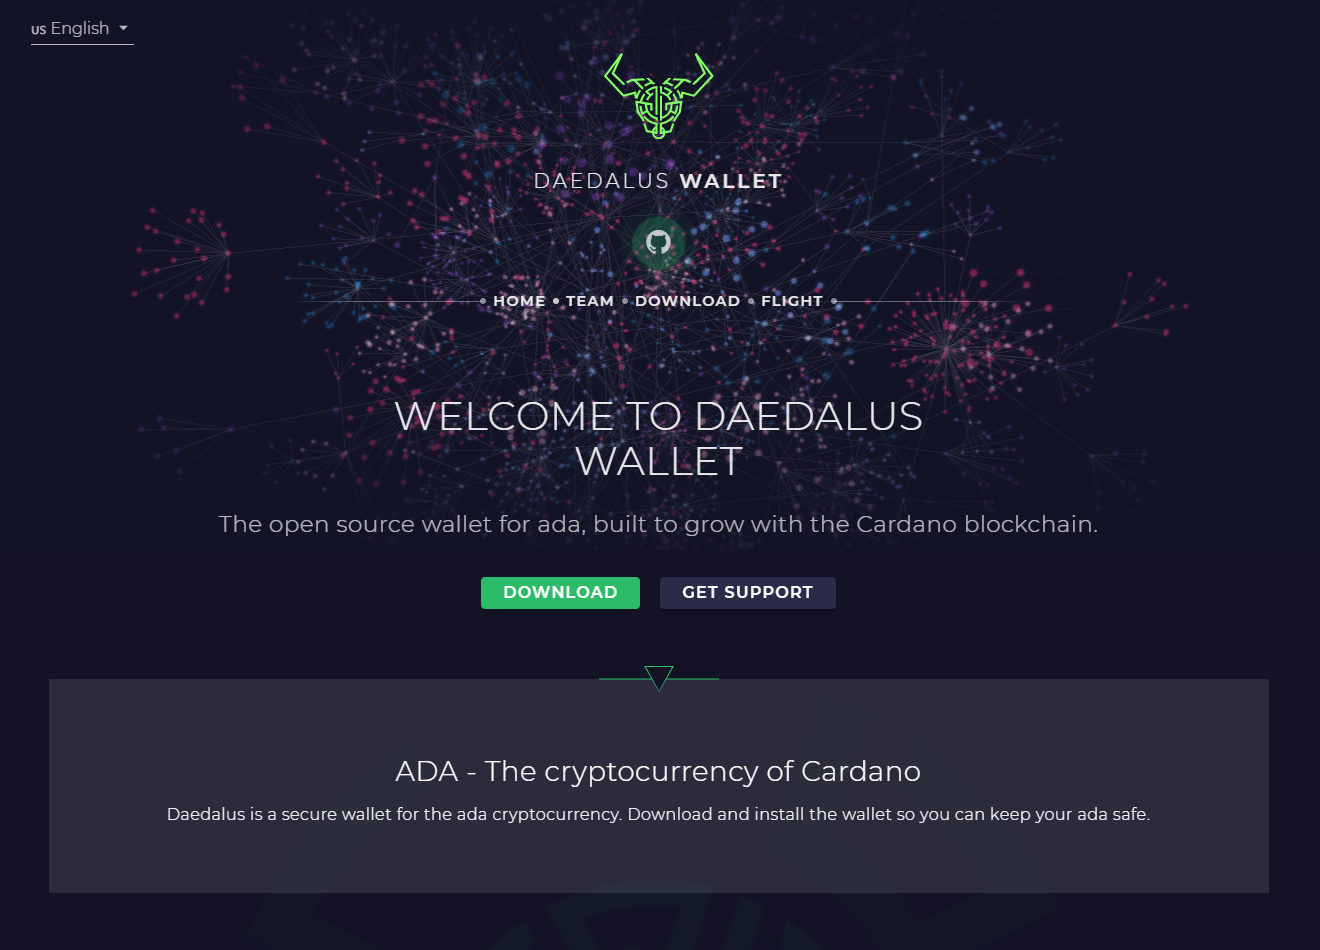 US English
DAEDALUS WALLET
HOME TEAM DOWNLOAD FLIGHT
WELCOME TO DAEDALUS
WALLET
The open source wallet for ada, built to grow with the Cardano blockchain.
DOWNLOAD GET SUPPORT
ADA - The cryptocurrency of Cardano
Daedalus is a secure wallet for the ada cryptocurrency. Download and install the wallet so you can keep your ada safe.